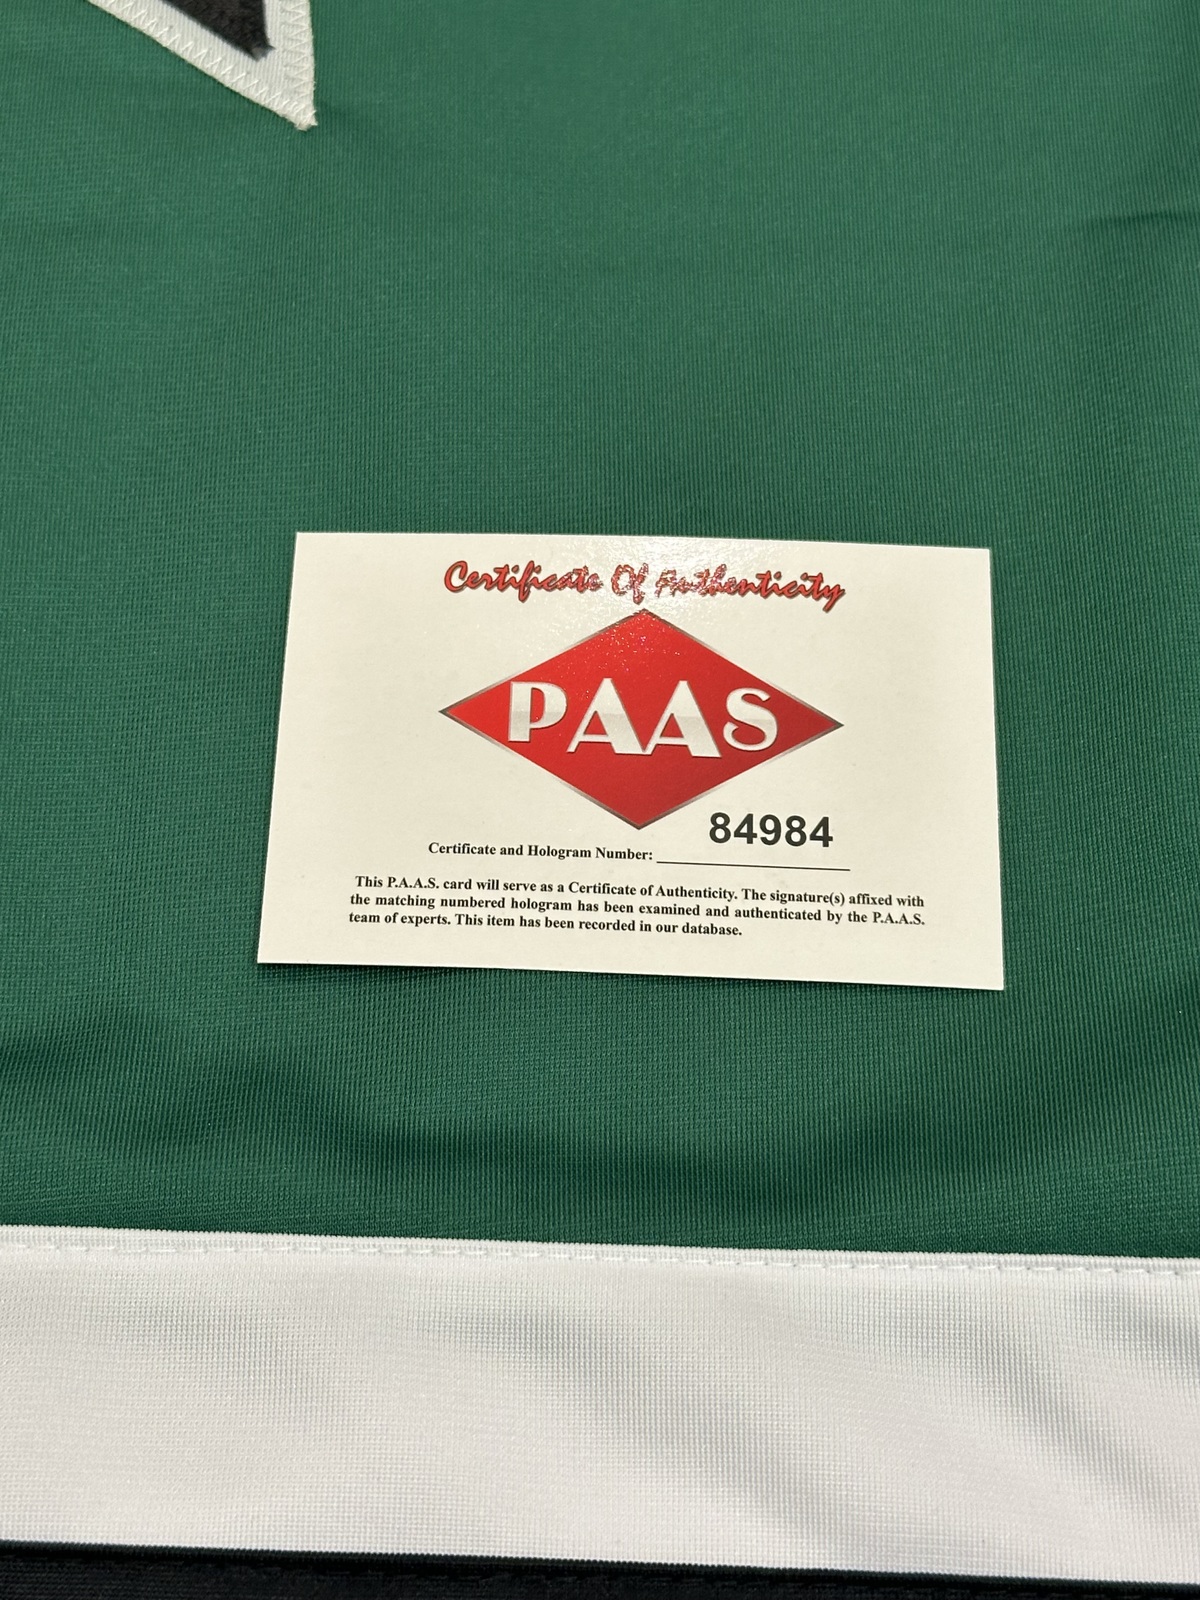 Certificate Of Authenticity
PAAS
84984
Certificate and Hologram Number:
This P.A.A.S. card will serve as a Certificate of Authenticity. The signature(s) affixed with
the matching numbered hologram has been examined and authenticated by the P.A.A.S.
team of experts. This item has been recorded in our database.